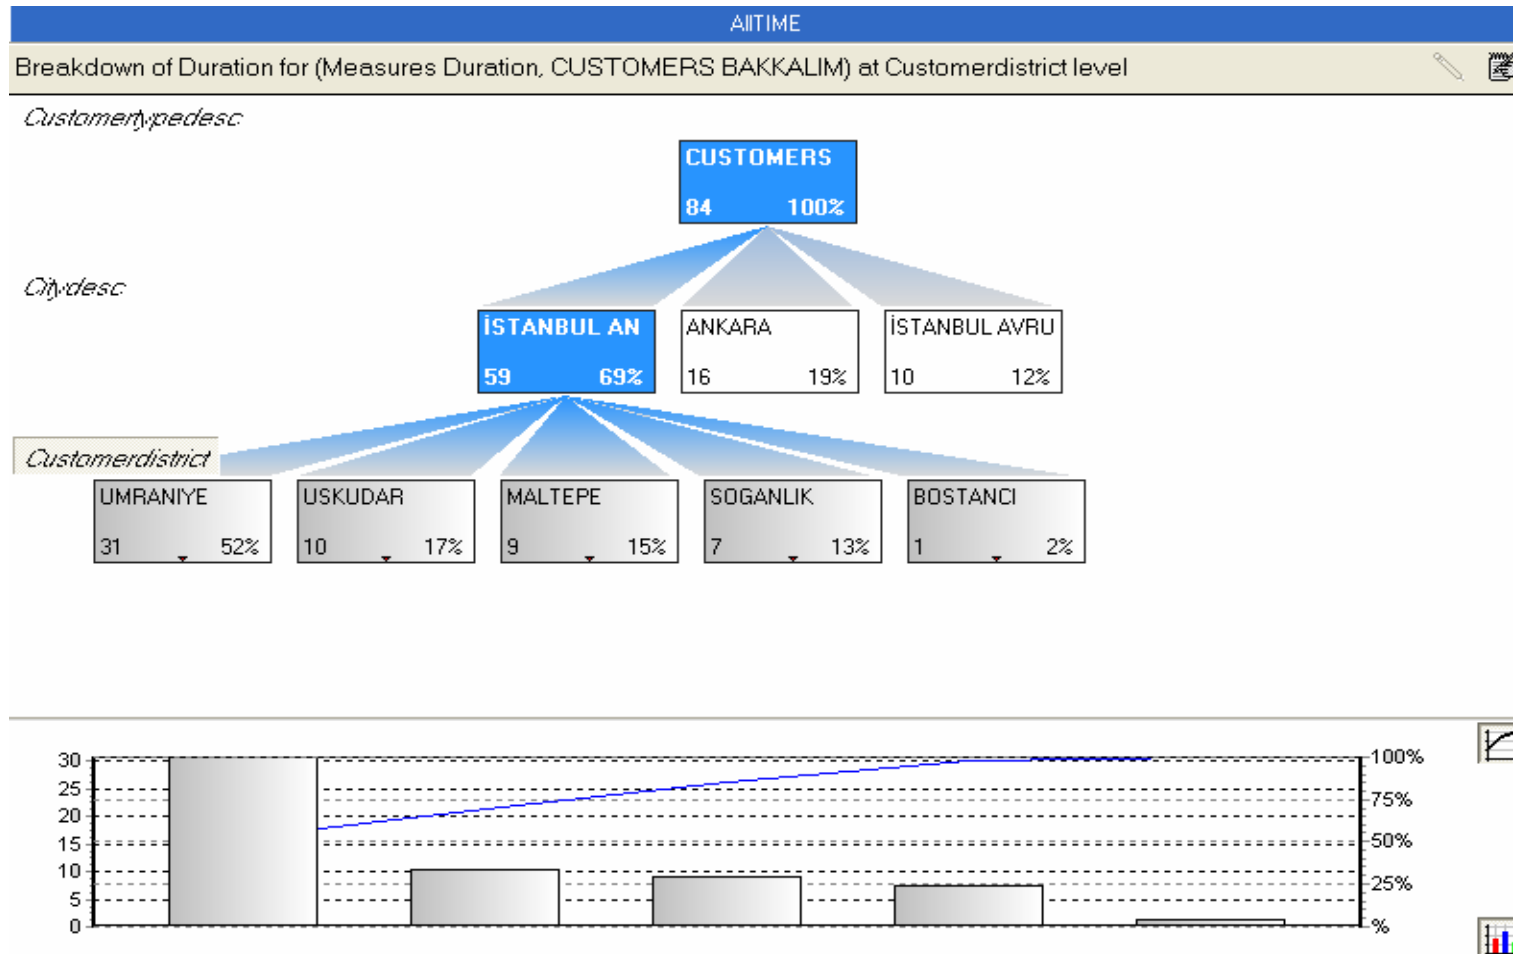 AllTIME
Breakdown of Duration for (Measures Duration, CUSTOMERS BAKKALIM) at Customerdistrict level
Customertypedesc
CUSTOMERS
84 100%
Citydesc
İSTANBUL AN ANKARA İSTANBUL AVRU
59 69% 16 19% 10 12%
Customerdistrict
UMRANIYE USKUDAR MALTEPE SOGANLIK BOSTANCI
31 52% 10 17% 9 15% 7 13% 1 2%
30 100%
25 75%
20
15 50%
10 25%
5
0 %